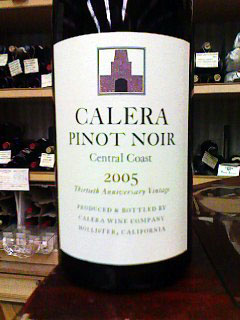 CALERA
PINOT NOIR
Central Coast
2005
Thirtieth Anniversary Vintage
PRODUCED & BOTTLED BY
CALERA WINE COMPANY
HOLLISTER, CALIFORNIA